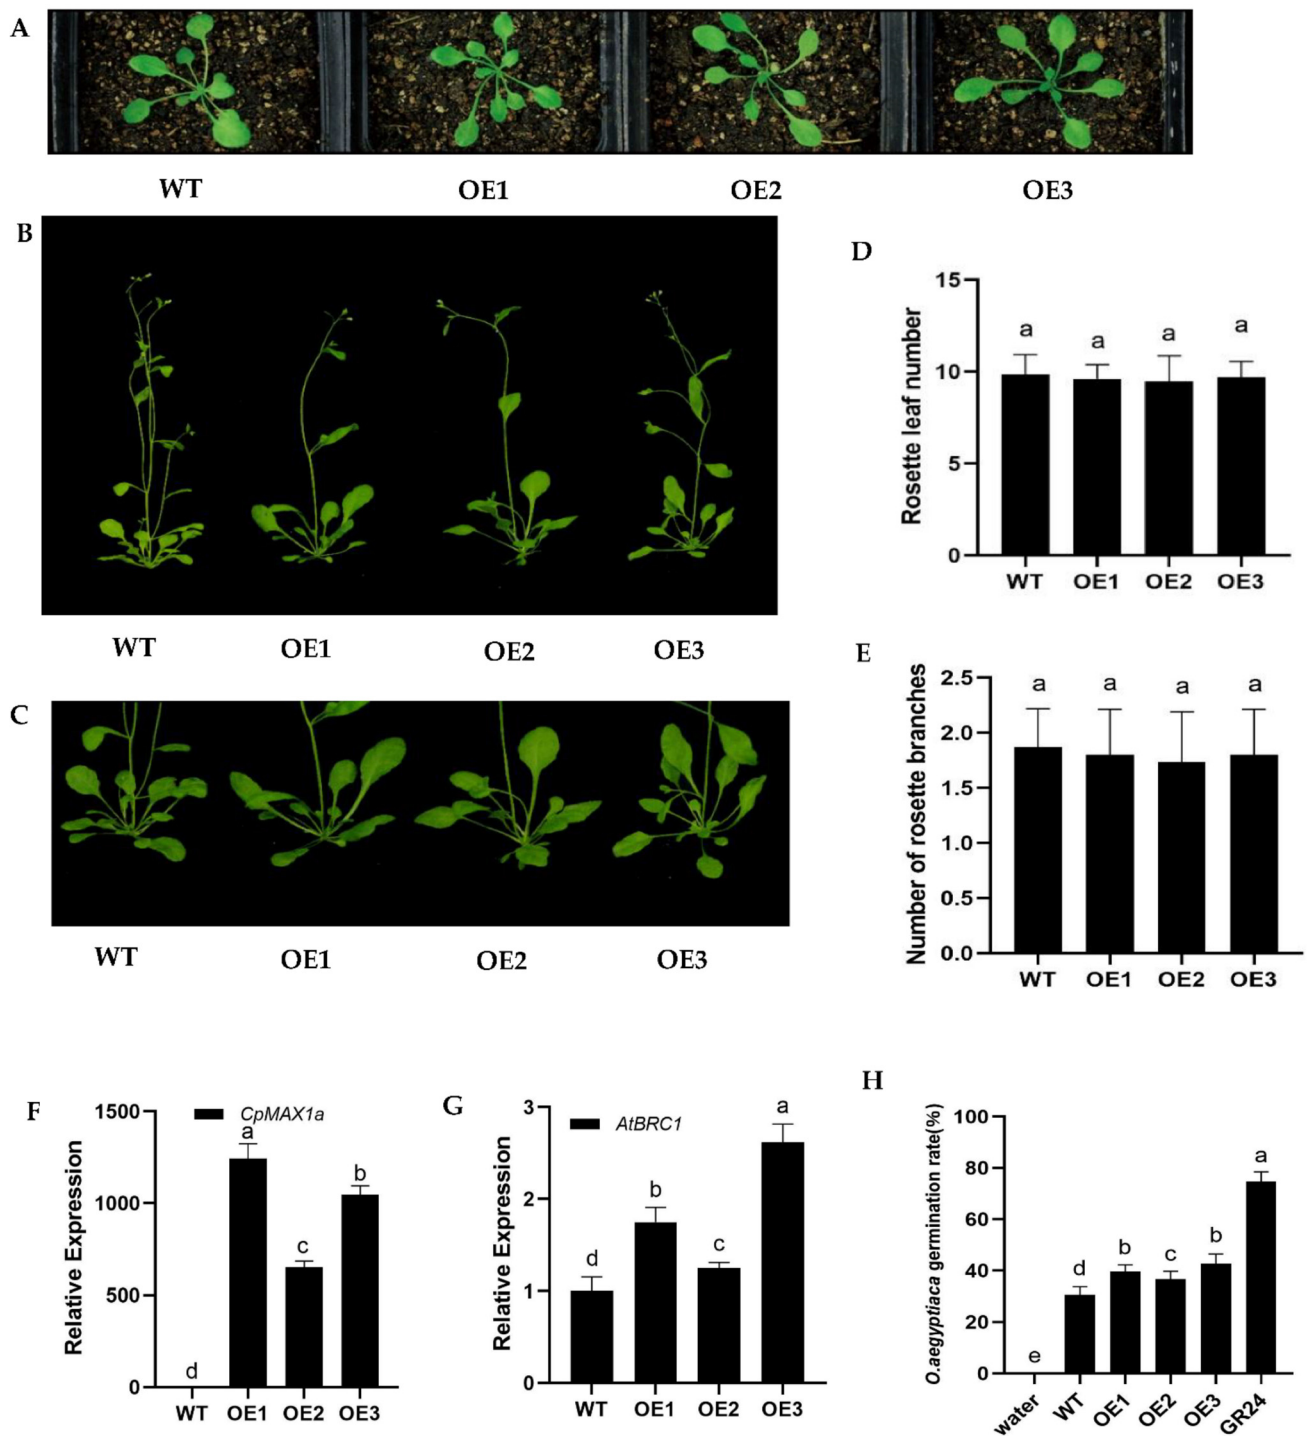 A
WT OE1 OE2 OE3
B
WT OE1 OE2 OE3
C
WT OE1 OE2 OE3
D
Rosette leaf number
15
10
5
0
WT OE1 OE2 OE3
a a a a
E
Number of rosette branches
2.5
2.0
1.5
1.0
0.5
0.0
WT OE1 OE2 OE3
a a a a
F
CpMAX1a
Relative Expression
1500
1000
500
0
d a c b
WT OE1 OE2 OE3
G
AtBRC1
Relative Expression
3
2
1
0
d b c a
WT OE1 OE2 OE3
H
O.aegyptiaca germination rate(%)
100
80
60
40
20
0
e d b c b a
water WT OE1 OE2 OE3 GR24